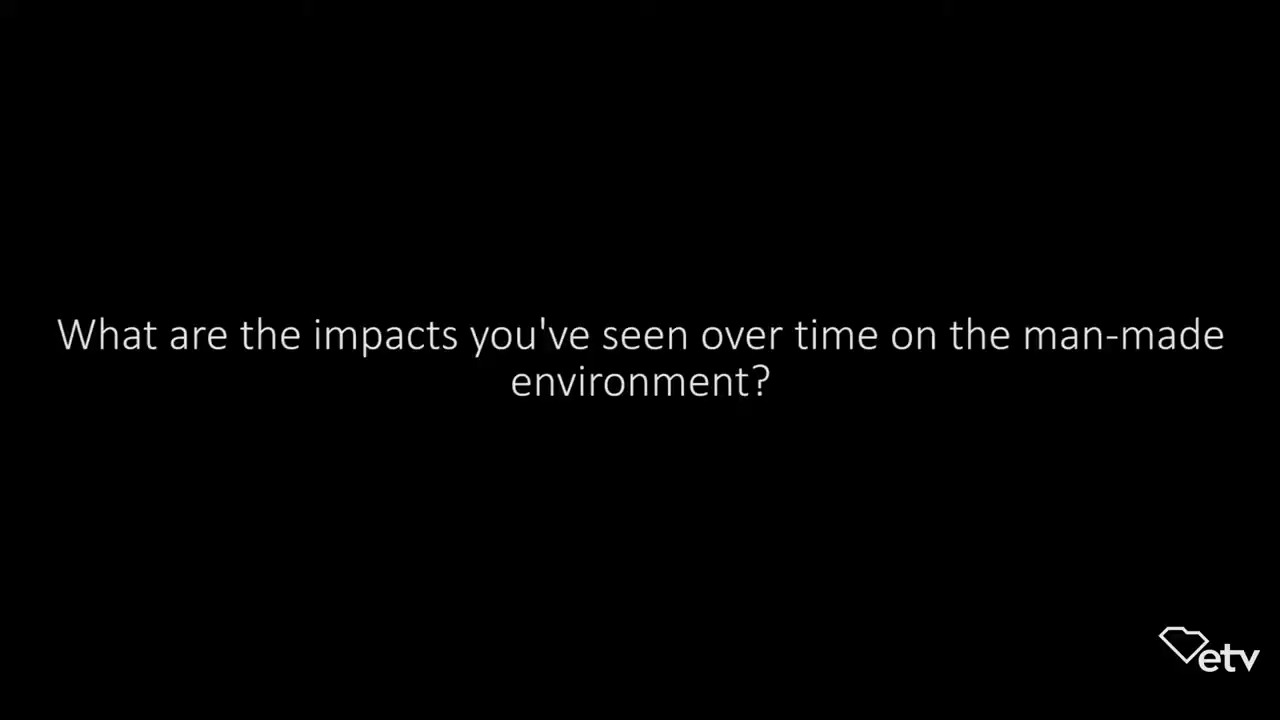 What are the impacts you've seen over time on the man-made
environment?
etv